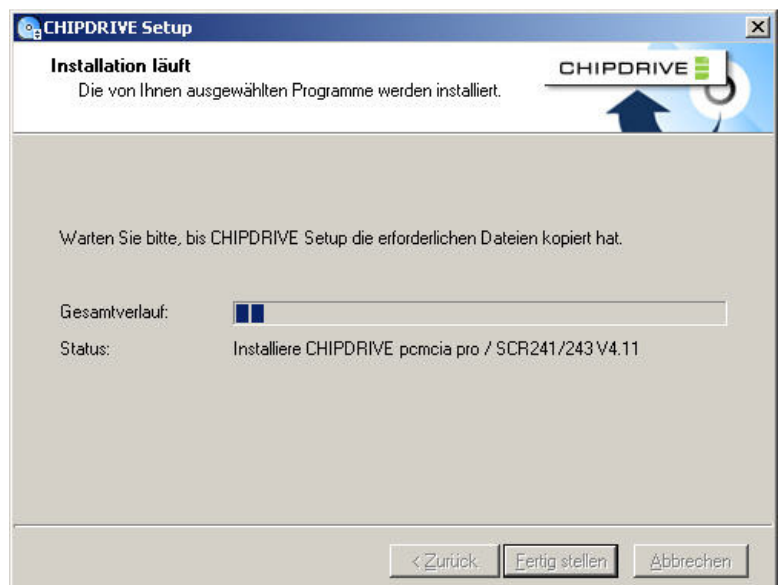 CHIPDRIVE Setup
Installation läuft
Die von Ihnen ausgewählten Programme werden installiert.
CHIPDRIVE
Warten Sie bitte, bis CHIPDRIVE Setup die erforderlichen Dateien kopiert hat.
Gesamtverlauf:
Status: Installiere CHIPDRIVE pcmcia pro / SCR241/243 V4.11
< Zurück Fertig stellen Abbrechen